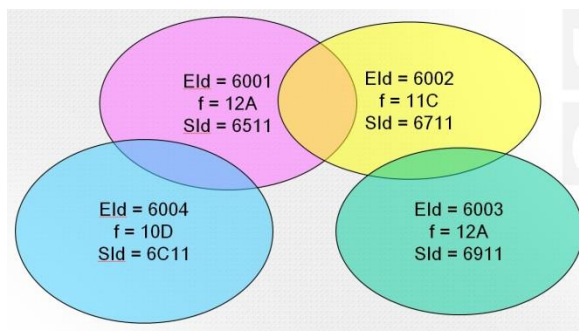 EId = 6001
f = 12A
SId = 6511
EId = 6002
f = 11C
SId = 6711
EId = 6004
f = 10D
SId = 6C11
EId = 6003
f = 12A
SId = 6911